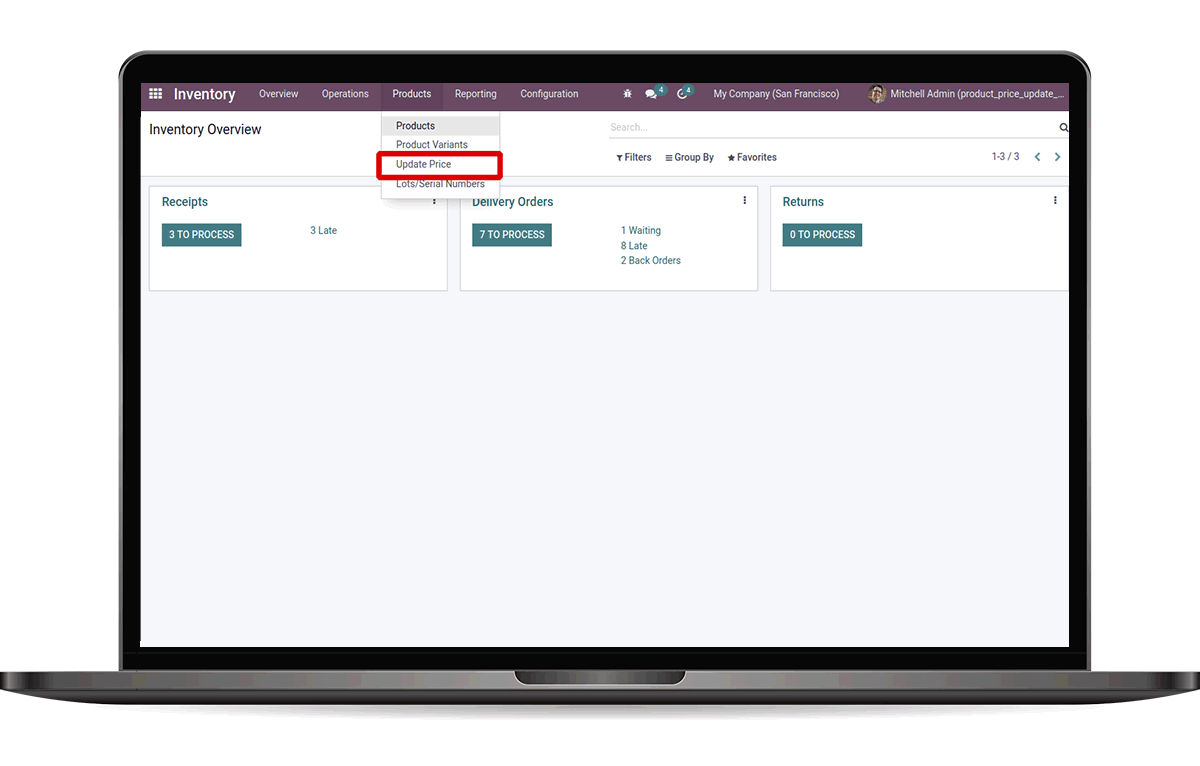 Inventory Overview Operations Products Reporting Configuration 4 4 My Company (San Francisco) Mitchell Admin (product_price_update_...
Inventory Overview
Search...
Products
Product Variants
Update Price
Lots/Serial Numbers
Filters Group By Favorites 1-3 / 3
Receipts
3 TO PROCESS
3 Late
Delivery Orders
7 TO PROCESS
1 Waiting
8 Late
2 Back Orders
Returns
0 TO PROCESS